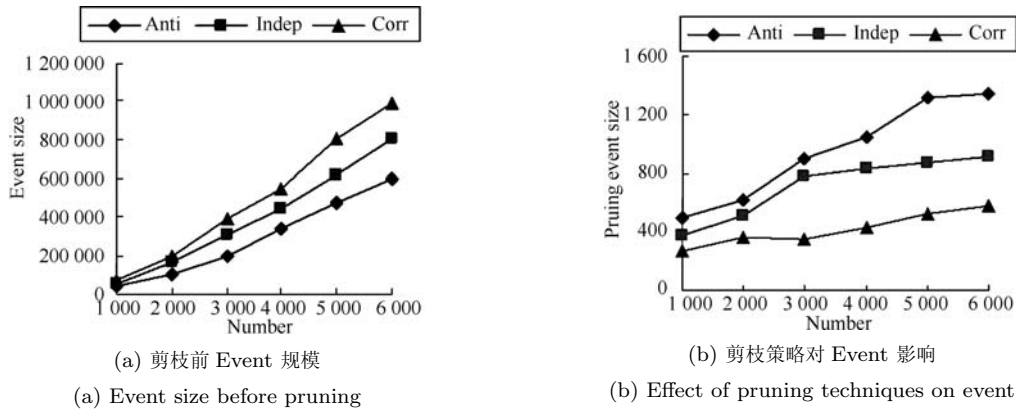 Anti Indep Corr
1 200 000
1 000 000
800 000
600 000
400 000
200 000
0
Event size
1 000 2 000 3 000 4 000 5 000 6 000
Number
(a) 剪枝前 Event 规模
(a) Event size before pruning
Anti Indep Corr
1 600
1 200
800
400
0
Pruing event size
1 000 2 000 3 000 4 000 5 000 6 000
Number
(b) 剪枝策略对 Event 影响
(b) Effect of pruning techniques on event